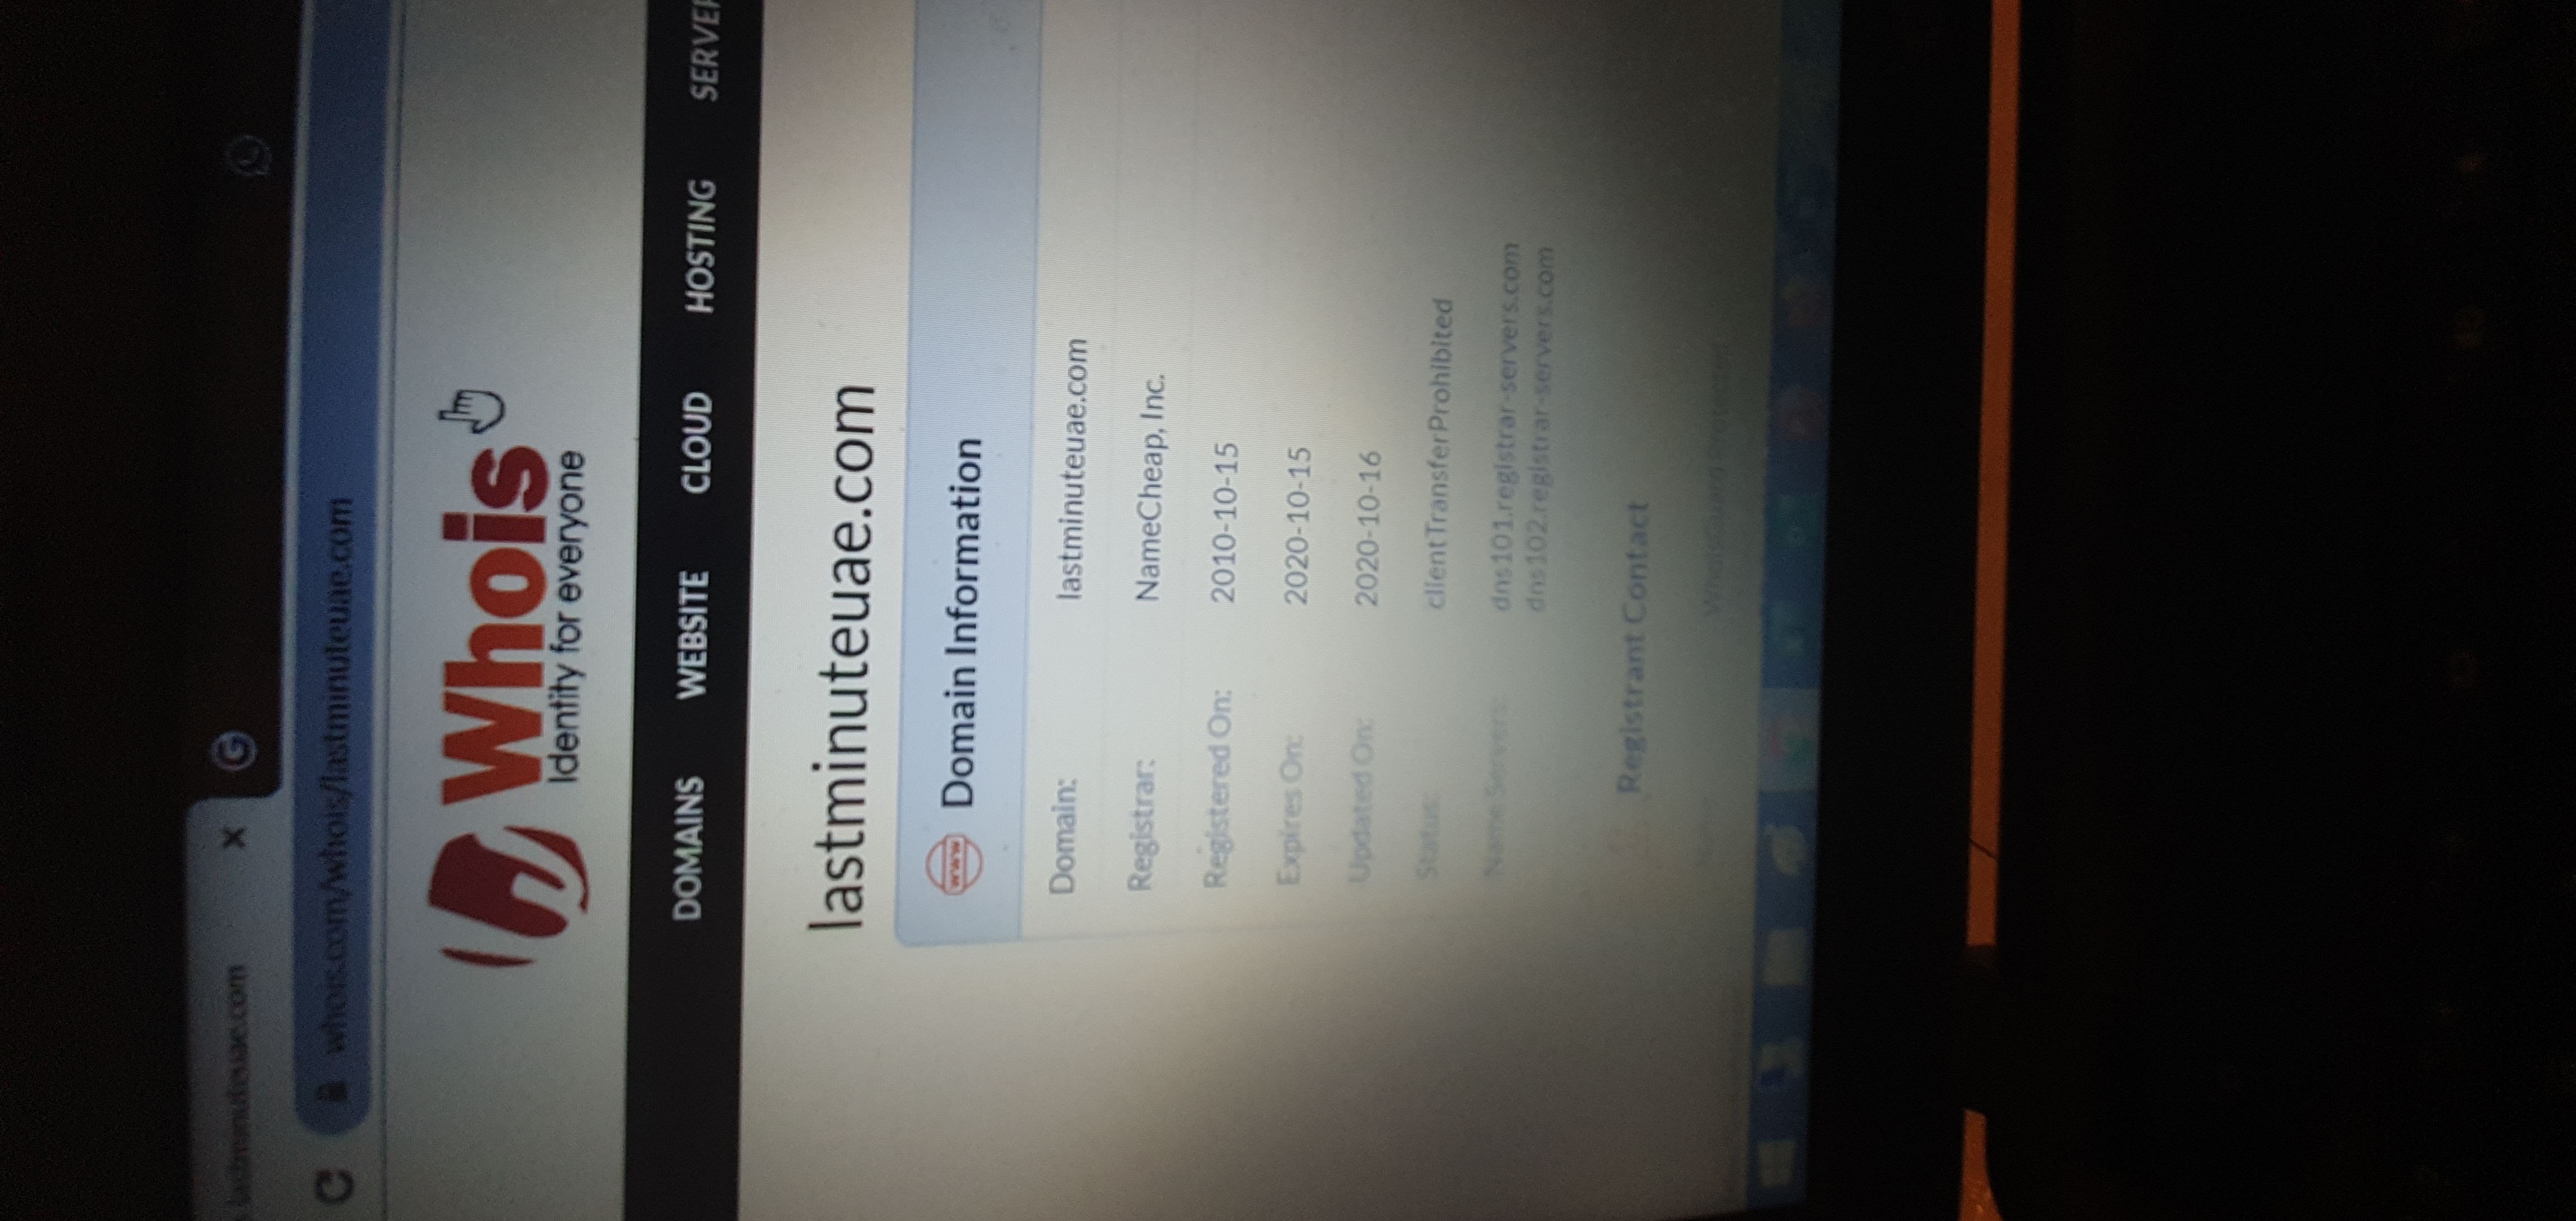 lastminuteuae.com
whois.com/whois/lastminuteuae.com
Whois
Identity for everyone
DOMAINS WEBSITE CLOUD HOSTING
lastminuteuae.com
www Domain Information
Domain: lastminuteuae.com
Registrar: NameCheap, Inc.
Registered On: 2010-10-15
Expires On: 2020-10-15
Updated On: 2020-10-16
Status: clientTransferProhibited
Name Servers: dns101.registrar-servers.com
dns102.registrar-servers.com
Registrant Contact
Name: WhoisGuard Protected